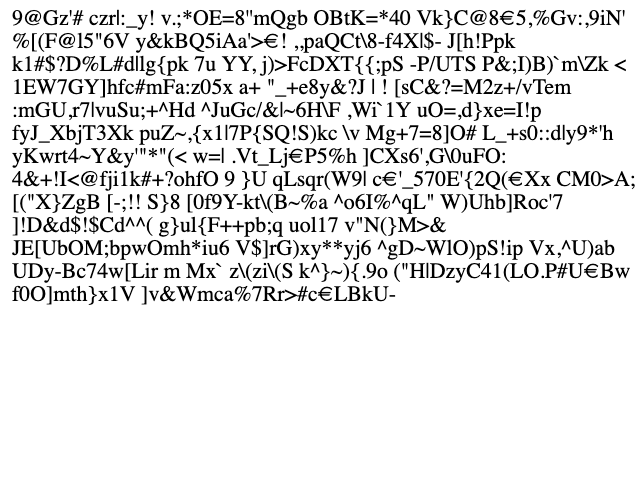 9@Gz'# czr|:_y! v.;*OE=8"mQgb OBtK=*40 Vk}C@8€5,%Gv:,9iN'
%[(F@l5"6V y&kBQ5iAa'>€! ,,paQCt\8-f4X|$- J[h!Ppk
k1#$?D%L#d|lg{pk 7u YY, j)>FcDXT{{;pS -P/UTS P&;I)B)`m\Zk <
1EW7GY]hfc#mFa:z05x a+ "_+e8y&?J | ! [sC&?=M2z+/vTem
:mGU,r7|vuSu;+^Hd ^JuGc/&|~6H\F ,Wi`1Y uO=,d}xe=I!p
fyJ_XbjT3Xk puZ~,{x1|7P{SQ!S)kc \v Mg+7=8]O# L_+s0::d|y9*'h
yKwrt4~Y&y'"*"(< w=| .Vt_Lj€P5%h ]CXs6',G\0uFO:
4&+!I<@fji1k#+?ohfO 9 }U qLsqr(W9| c€'_570E'{2Q(€Xx CM0>A;
[("X}ZgB [-;!! S}8 [0f9Y-kt\(B~%a ^o6I%^qL" W)Uhb]Roc'7
]!D&d$!$Cd^^( g}ul{F++pb;q uol17 v"N(}M>&
JE[UbOM;bpwOmh*iu6 V$]rG)xy**yj6 ^gD~WlO)pS!ip Vx,^U)ab
UDy-Bc74w[Lir m Mx` z\(zi\(S k^}~){.9o ("H|DzyC41(LO.P#U€Bw
f0O]mth}x1V ]v&Wmca%7Rr>#c€LBkU-